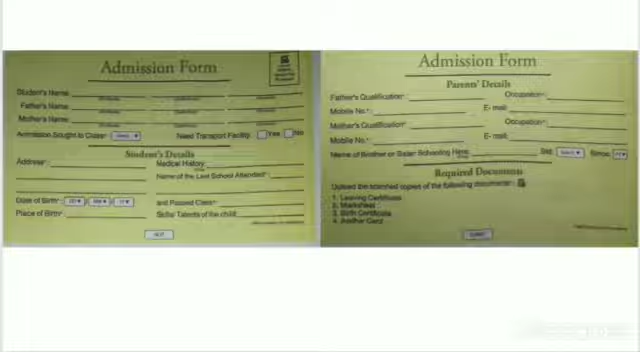 Admission Form
Student's Name:
Father's Name:
Mother's Name:
Admission Sought to Class*: Need Transport Facility: Yes No
Student's Details
Address*: Medical History:
Name of the Last School Attended*:
Date of Birth*: DD MM YY and Passed Class*:
Place of Birth*: Skills/ Talents of the child:
NEXT
Admission Form
Parents' Details
Father's Qualification*: Occupation*:
Mobile No.*: E- mail:
Mother's Qualification*: Occupation*:
Mobile No.*: E- mail:
Name of Brother or Sister Schooling Here: Std: Since:
Required Documents
Upload the scanned copies of the following documents*:
1. Leaving Certificate
2. Marksheet
3. Birth Certificate
4. Aadhar Card
SUBMIT